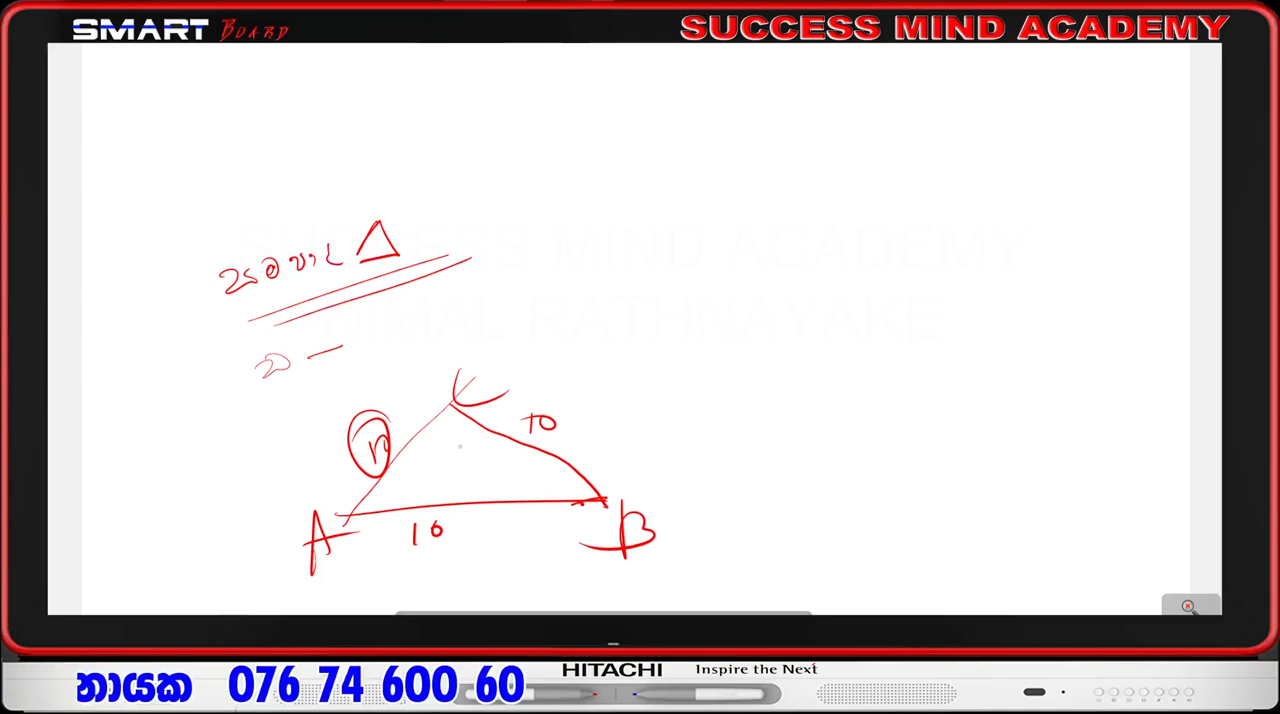 SMART Board
SUCCESS MIND ACADEMY
SUCCESS MIND ACADEMY
NIMAL RATHNAYAKE
සමපාද △
C
10
A
10
B
HITACHI Inspire the Next
නායක 076 74 600 60